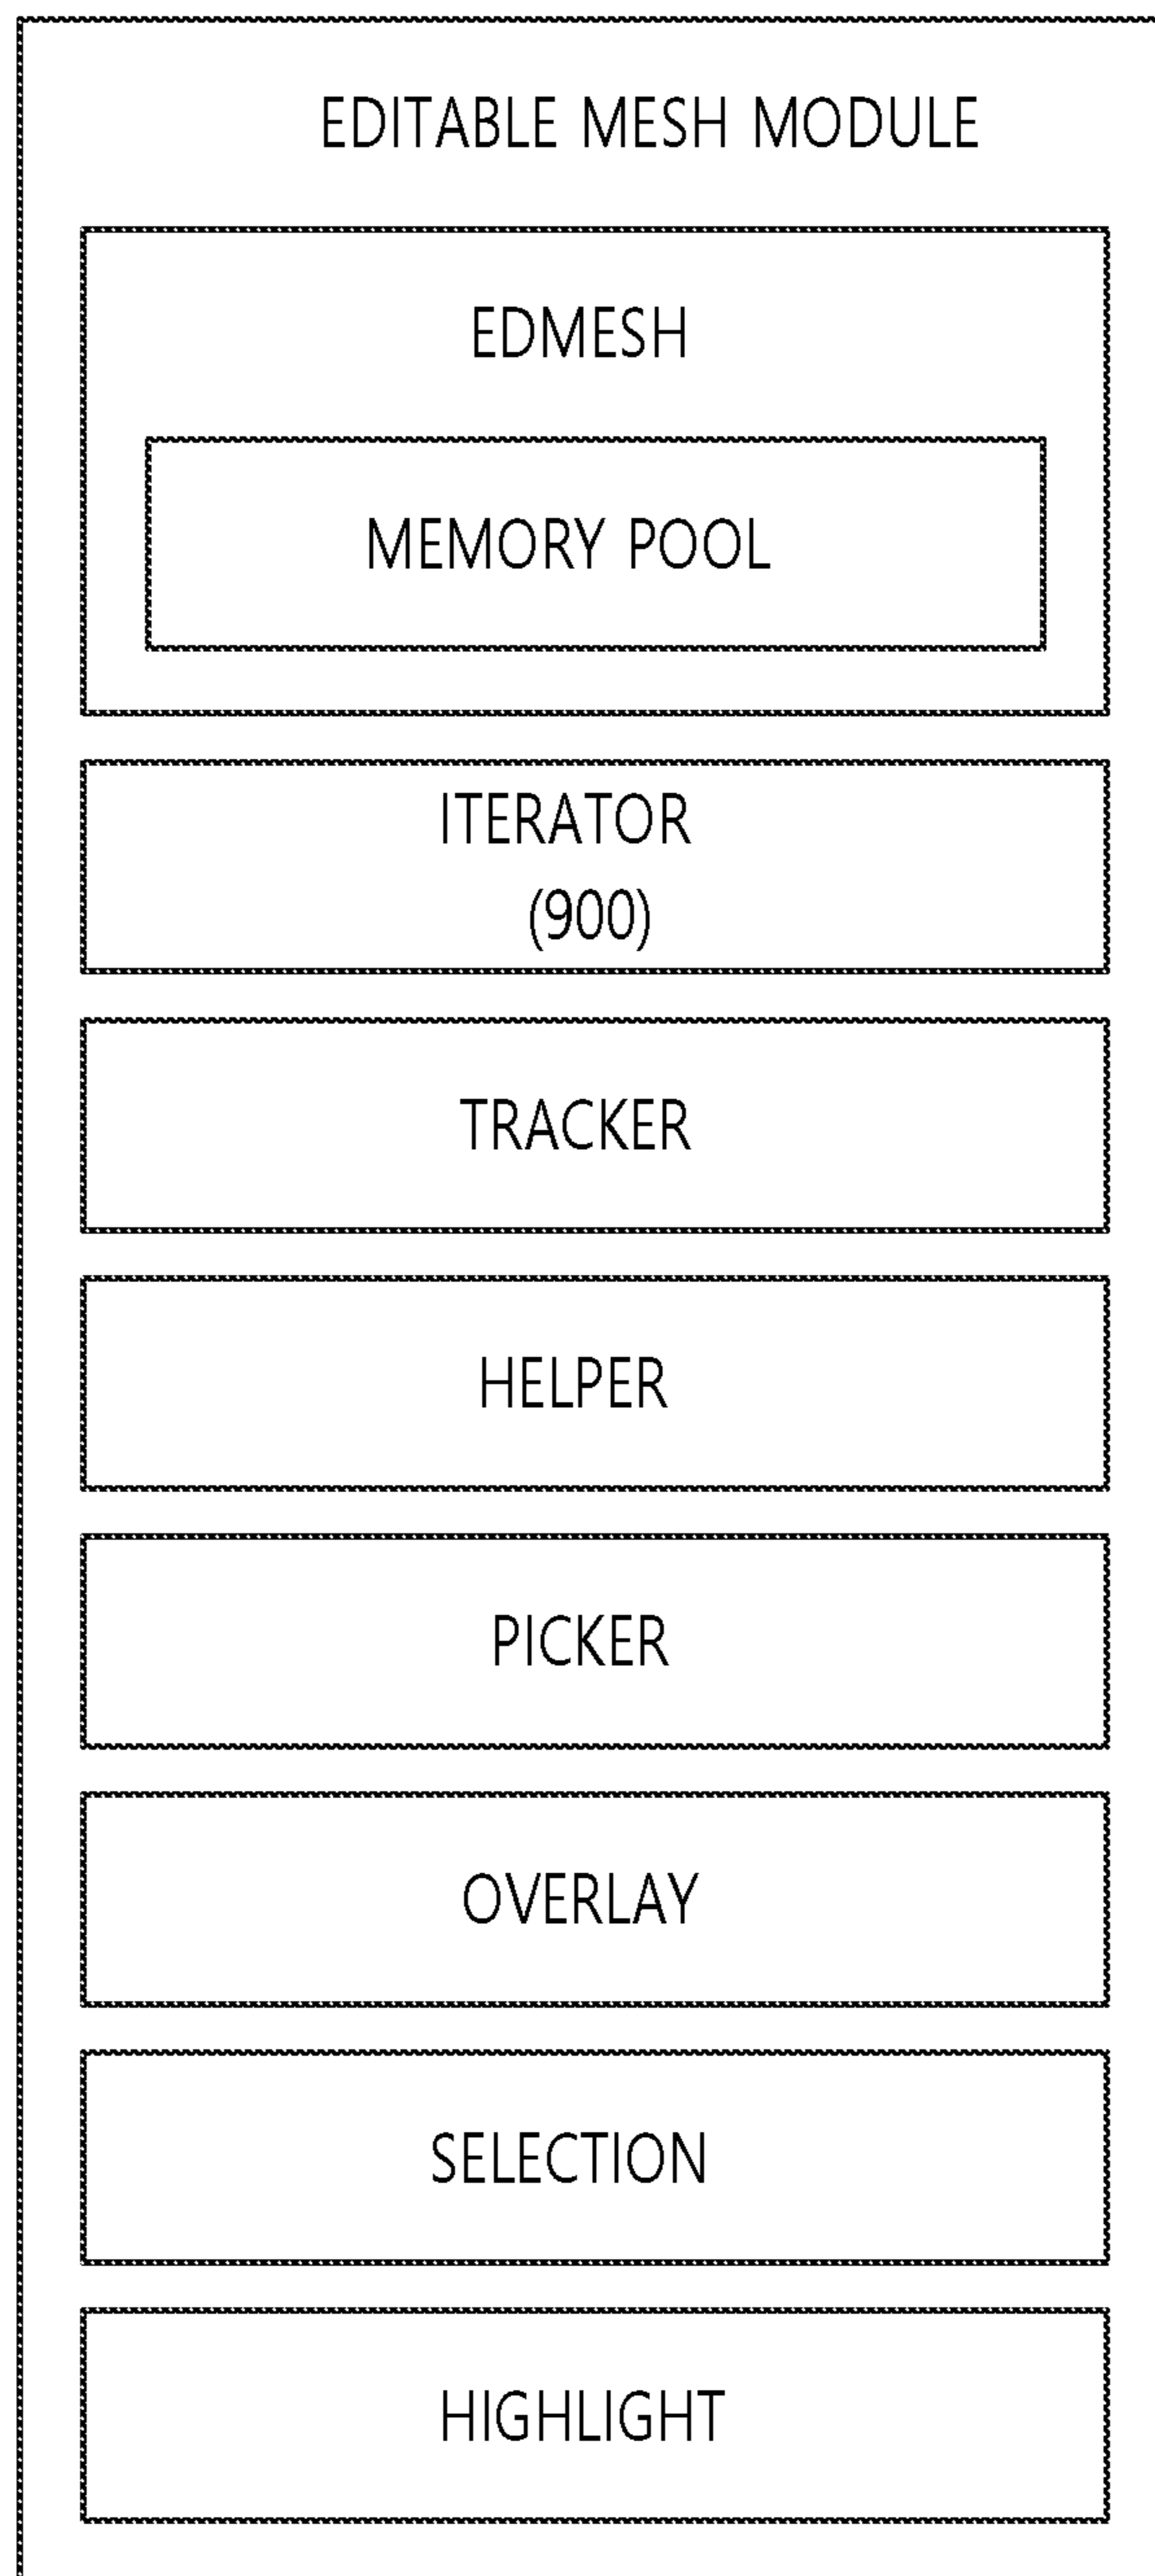 EDITABLE MESH MODULE
EDMESH
MEMORY POOL
ITERATOR
(900)
TRACKER
HELPER
PICKER
OVERLAY
SELECTION
HIGHLIGHT